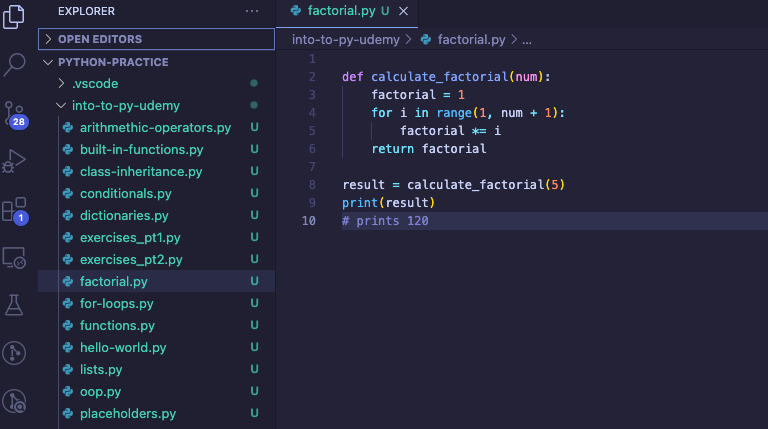 EXPLORER
...
OPEN EDITORS
PYTHON-PRACTICE
.vscode
into-to-py-udemy
arithmethic-operators.py U
built-in-functions.py U
class-inheritance.py U
conditionals.py U
dictionaries.py U
exercises_pt1.py U
exercises_pt2.py U
factorial.py U
for-loops.py U
functions.py U
hello-world.py U
lists.py U
oop.py U
placeholders.py U
28
1
factorial.py U
into-to-py-udemy > factorial.py > ...
1
2 def calculate_factorial(num):
3 factorial = 1
4 for i in range(1, num + 1):
5 factorial *= i
6 return factorial
7
8 result = calculate_factorial(5)
9 print(result)
10 # prints 120